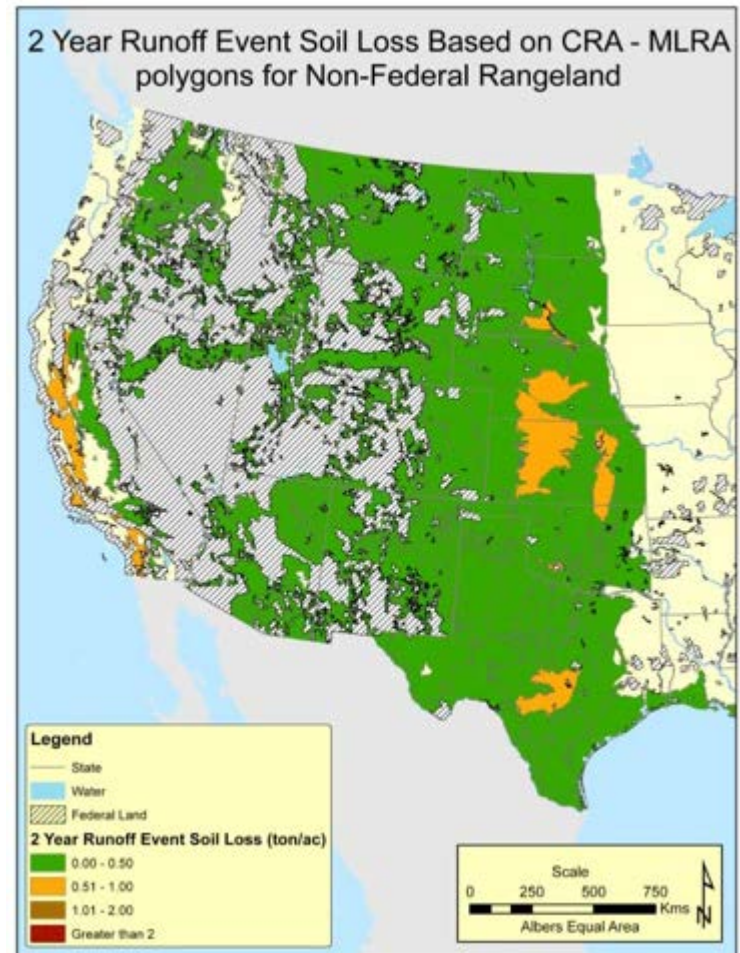 2 Year Runoff Event Soil Loss Based on CRA - MLRA
polygons for Non-Federal Rangeland
Legend
State
Water
Federal Land
2 Year Runoff Event Soil Loss (ton/ac)
0.00 - 0.50
0.51 - 1.00
1.01 - 2.00
Greater than 2
Scale
0 250 500 750
Kms
Albers Equal Area
N